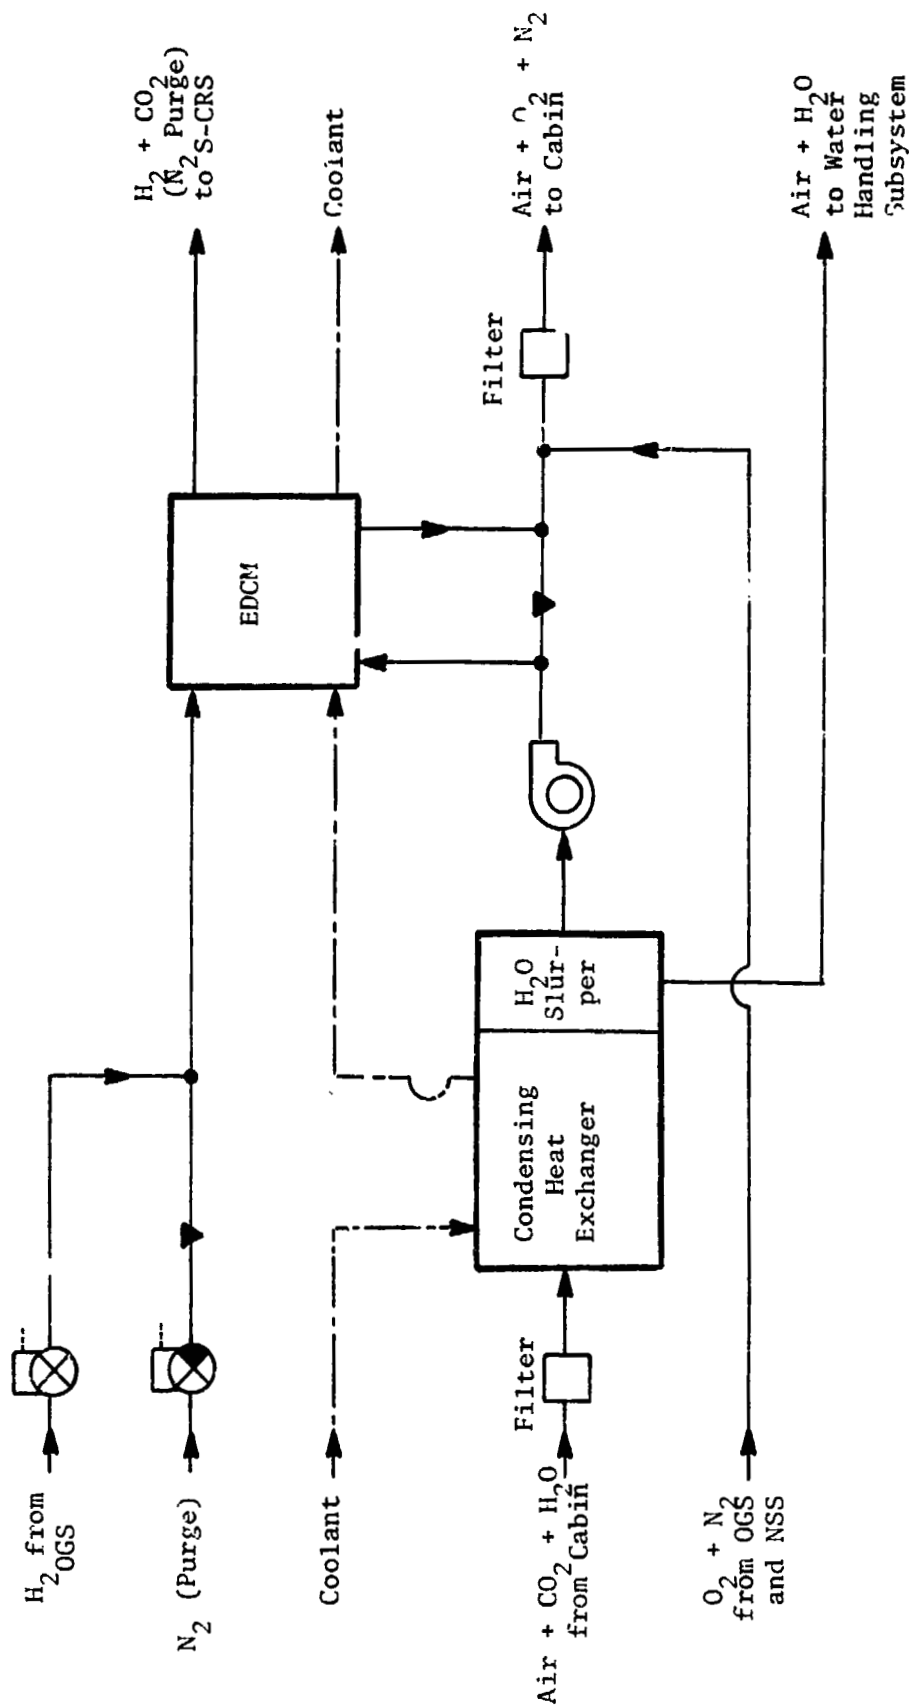 H₂ from
OGS
N₂ (Purge)
Coolant
Air + CO₂ + H₂O
from Cabin
O₂ + N₂
from OGS
and NSS
Filter
Condensing
Heat
Exchanger
H₂O
Slur-
per
EDCM
Filter
H₂ + CO₂
(N₂ Purge)
to S-CRS
Coolant
Air + O₂ + N₂
to Cabin
Air + H₂O
to Water
Handling
Subsystem